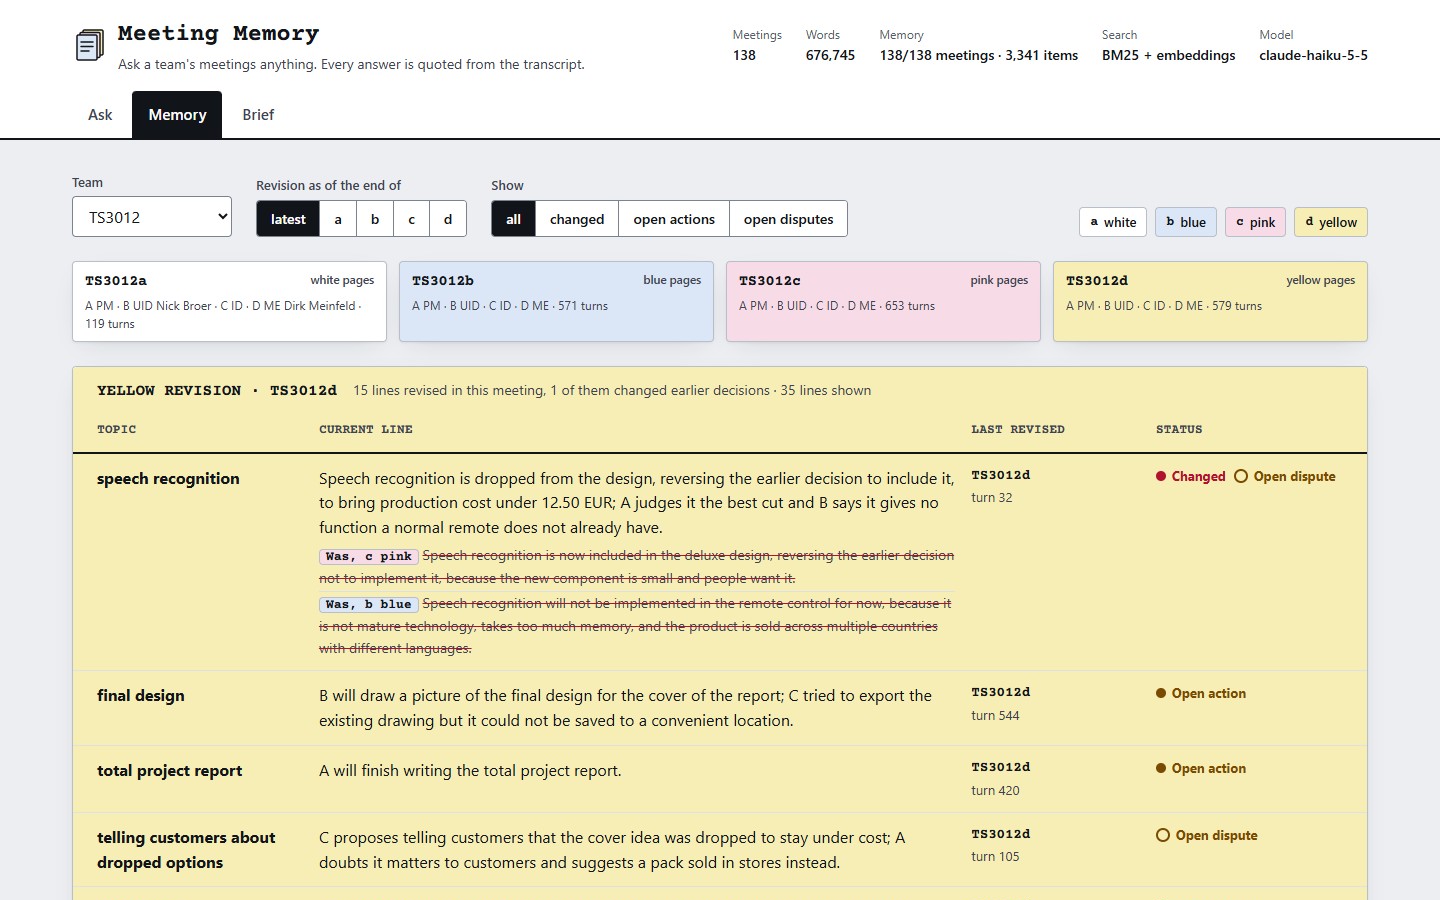 Meeting Memory
Ask a team's meetings anything. Every answer is quoted from the transcript.
Meetings
138
Words
676,745
Memory
138/138 meetings · 3,341 items
Search
BM25 + embeddings
Model
claude-haiku-5-5
Ask
Memory
Brief
Team
TS3012
Revision as of the end of
latest
a
b
c
d
Show
all
changed
open actions
open disputes
a white
b blue
c pink
d yellow
TS3012a
white pages
A PM · B UID Nick Broer · C ID · D ME Dirk Meinfeld ·
119 turns
TS3012b
blue pages
A PM · B UID · C ID · D ME · 571 turns
TS3012c
pink pages
A PM · B UID · C ID · D ME · 653 turns
TS3012d
yellow pages
A PM · B UID · C ID · D ME · 579 turns
YELLOW REVISION · TS3012d 15 lines revised in this meeting, 1 of them changed earlier decisions · 35 lines shown
TOPIC
CURRENT LINE
LAST REVISED
STATUS
speech recognition
Speech recognition is dropped from the design, reversing the earlier decision to include it,
to bring production cost under 12.50 EUR; A judges it the best cut and B says it gives no
function a normal remote does not already have.
Was, c pink Speech recognition is now included in the deluxe design, reversing the earlier decision
not to implement it, because the new component is small and people want it.
Was, b blue Speech recognition will not be implemented in the remote control for now, because it
is not mature technology, takes too much memory, and the product is sold across multiple countries
with different languages.
TS3012d
turn 32
Changed
Open dispute
final design
B will draw a picture of the final design for the cover of the report; C tried to export the
existing drawing but it could not be saved to a convenient location.
TS3012d
turn 544
Open action
total project report
A will finish writing the total project report.
TS3012d
turn 420
Open action
telling customers about
dropped options
C proposes telling customers that the cover idea was dropped to stay under cost; A
doubts it matters to customers and suggests a pack sold in stores instead.
TS3012d
turn 105
Open dispute